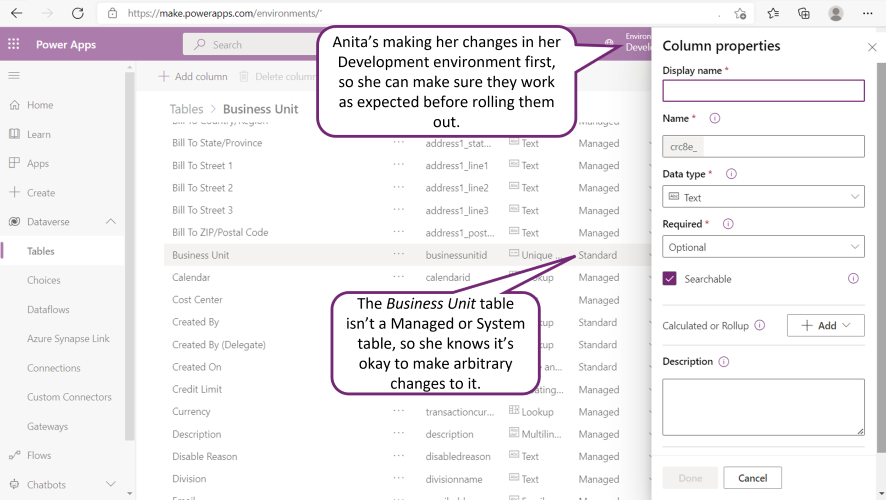 https://make.powerapps.com/environments/
Power Apps
Search
Environ
Develo
Anita's making her changes in her
Development environment first,
so she can make sure they work
as expected before rolling them
out.
Add column
Delete column
Tables > Business Unit
Home
Learn
Apps
Create
Dataverse
Tables
Choices
Dataflows
Azure Synapse Link
Connections
Custom Connectors
Gateways
Flows
Chatbots
Bill To Country/Region Managed
Bill To State/Province ··· address1_stat... Text Managed
Bill To Street 1 ··· address1_line1 Text Managed
Bill To Street 2 ··· address1_line2 Text Managed
Bill To Street 3 ··· address1_line3 Text Managed
Bill To ZIP/Postal Code ··· address1_post... Text Managed
Business Unit ··· businessunitid Unique ... Standard
Calendar ··· calendarid Lookup Managed
Cost Center ··· Managed
Created By ··· kup Standard
Created By (Delegate) ··· kup Standard
Created On ··· e an... Standard
Credit Limit ··· ating... Managed
Currency ··· transactioncur... Lookup Managed
Description ··· description Multilin... Managed
Disable Reason ··· disabledreason Text Managed
Division ··· divisionname Text Managed
The Business Unit table
isn't a Managed or System
table, so she knows it's
okay to make arbitrary
changes to it.
Column properties
Display name *
Name *
crc8e_
Data type *
Text
Required *
Optional
Searchable
Calculated or Rollup
Add
Description
Done
Cancel